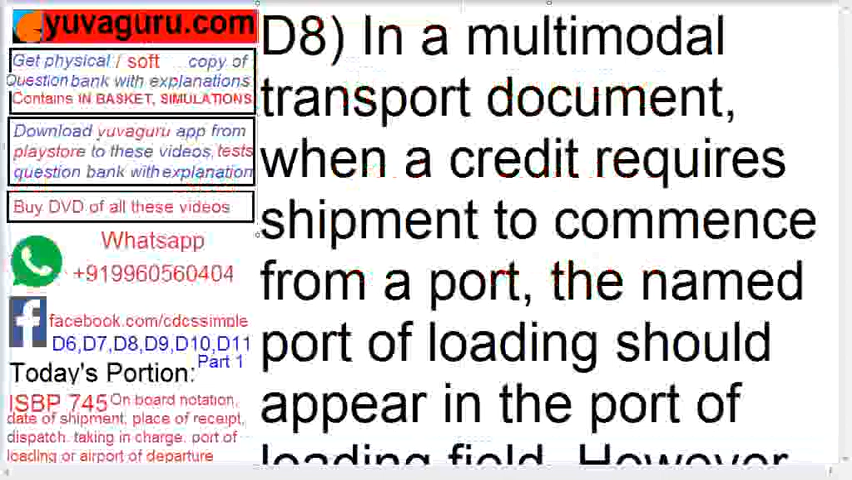 yuvaguru.com
Get physical / soft copy of
Question bank with explanations
Contains IN BASKET, SIMULATIONS
Download yuvaguru app from
playstore to these videos, tests
question bank with explanation
Buy DVD of all these videos
Whatsapp
+919960560404
facebook.com/cdcssimple
D6,D7,D8,D9,D10,D11
Part 1
Today's Portion:
ISBP 745 On board notation,
date of shipment, place of receipt,
dispatch, taking in charge, port of
loading or airport of departure
D8) In a multimodal
transport document,
when a credit requires
shipment to commence
from a port, the named
port of loading should
appear in the port of
loading field. However